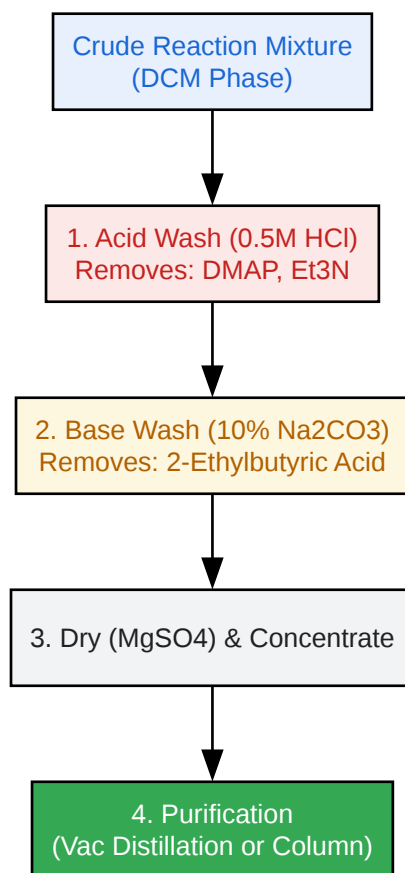 Crude Reaction Mixture
(DCM Phase)
1. Acid Wash (0.5M HCl)
Removes: DMAP, Et3N
2. Base Wash (10% Na2CO3)
Removes: 2-Ethylbutyric Acid
3. Dry (MgSO4) & Concentrate
4. Purification
(Vac Distillation or Column)